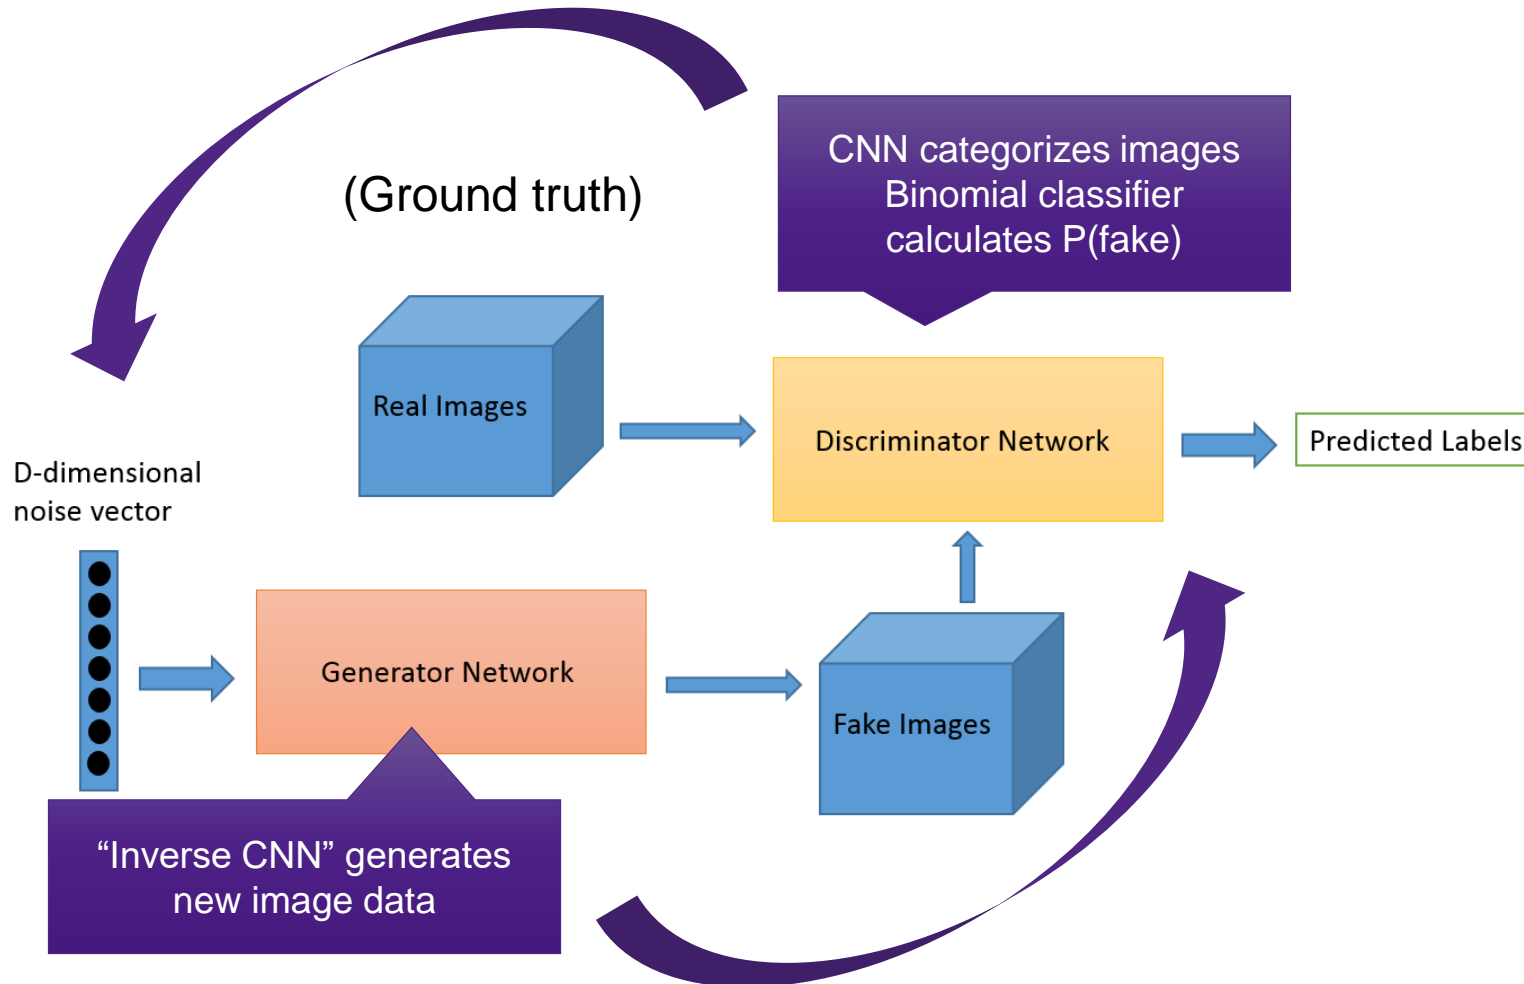 CNN categorizes images
Binomial classifier
calculates P(fake)
(Ground truth)
Real Images
Discriminator Network
Predicted Labels
D-dimensional
noise vector
Generator Network
Fake Images
“Inverse CNN” generates
new image data